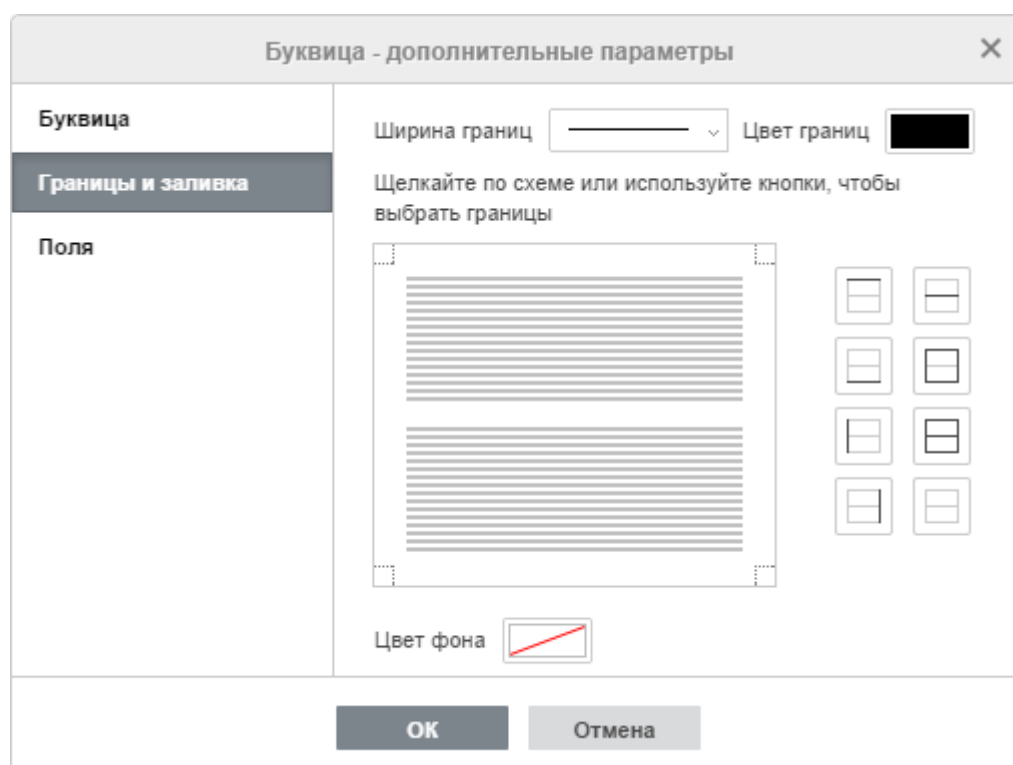 Буквица - дополнительные параметры
Буквица
Границы и заливка
Поля
Ширина границ
Цвет границ
Щелкайте по схеме или используйте кнопки, чтобы
выбрать границы
Цвет фона
ОК
Отмена